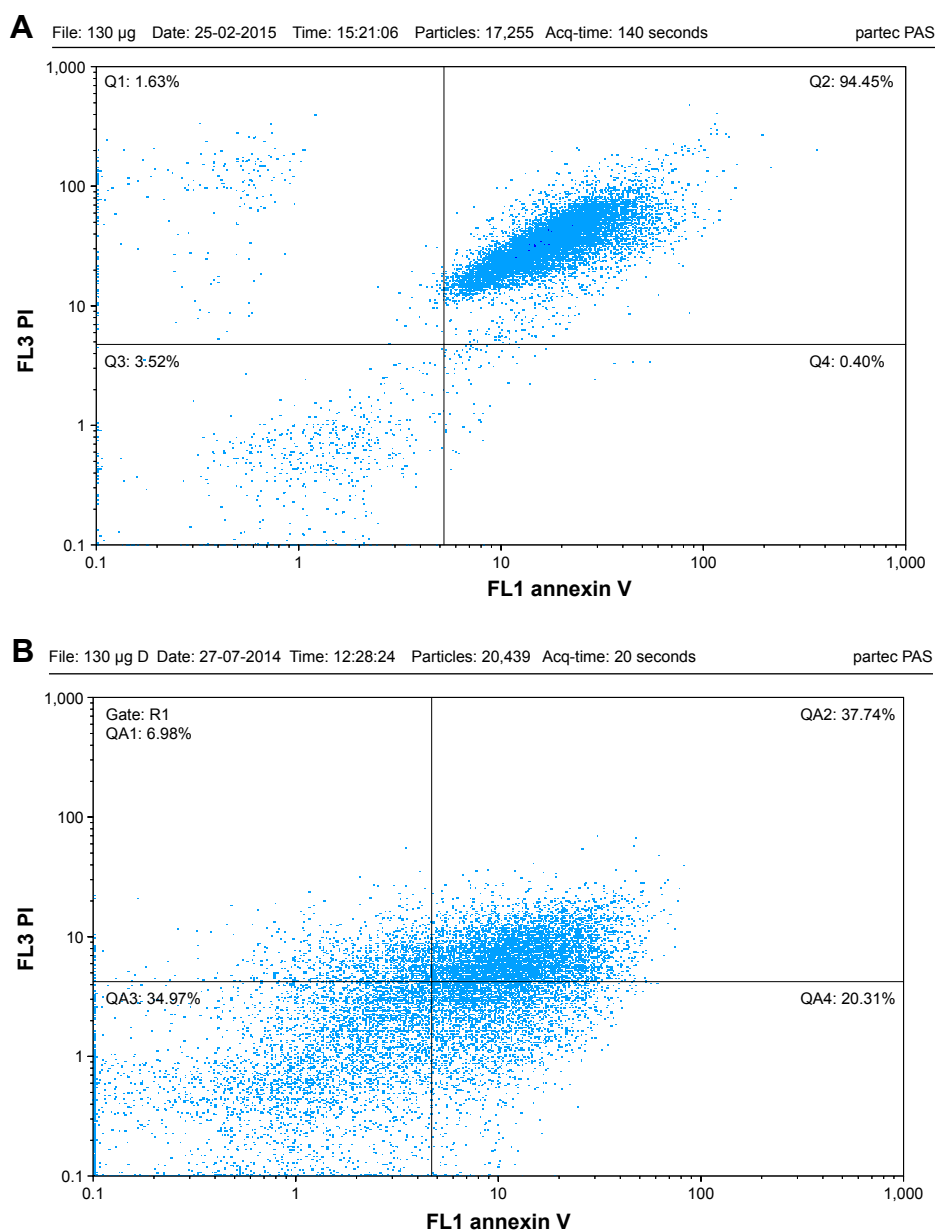 A
File: 130 µg Date: 25-02-2015 Time: 15:21:06 Particles: 17,255 Acq-time: 140 seconds partec PAS
1,000
Q1: 1.63% Q2: 94.45%
100
10
FL3 PI
Q3: 3.52% Q4: 0.40%
1
0.1
0.1 1 10 100 1,000
FL1 annexin V
B
File: 130 µg D Date: 27-07-2014 Time: 12:28:24 Particles: 20,439 Acq-time: 20 seconds partec PAS
1,000
Gate: R1 QA2: 37.74%
QA1: 6.98%
100
10
FL3 PI
QA3: 34.97% QA4: 20.31%
1
0.1
0.1 1 10 100 1,000
FL1 annexin V